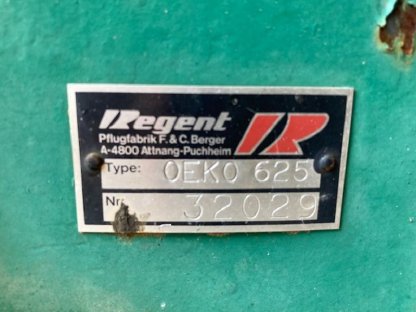 Regent
Pflugfabrik F. & C. Berger
A-4800 Attnang-Puchheim
Type: OEKO 625
Nr: 32029